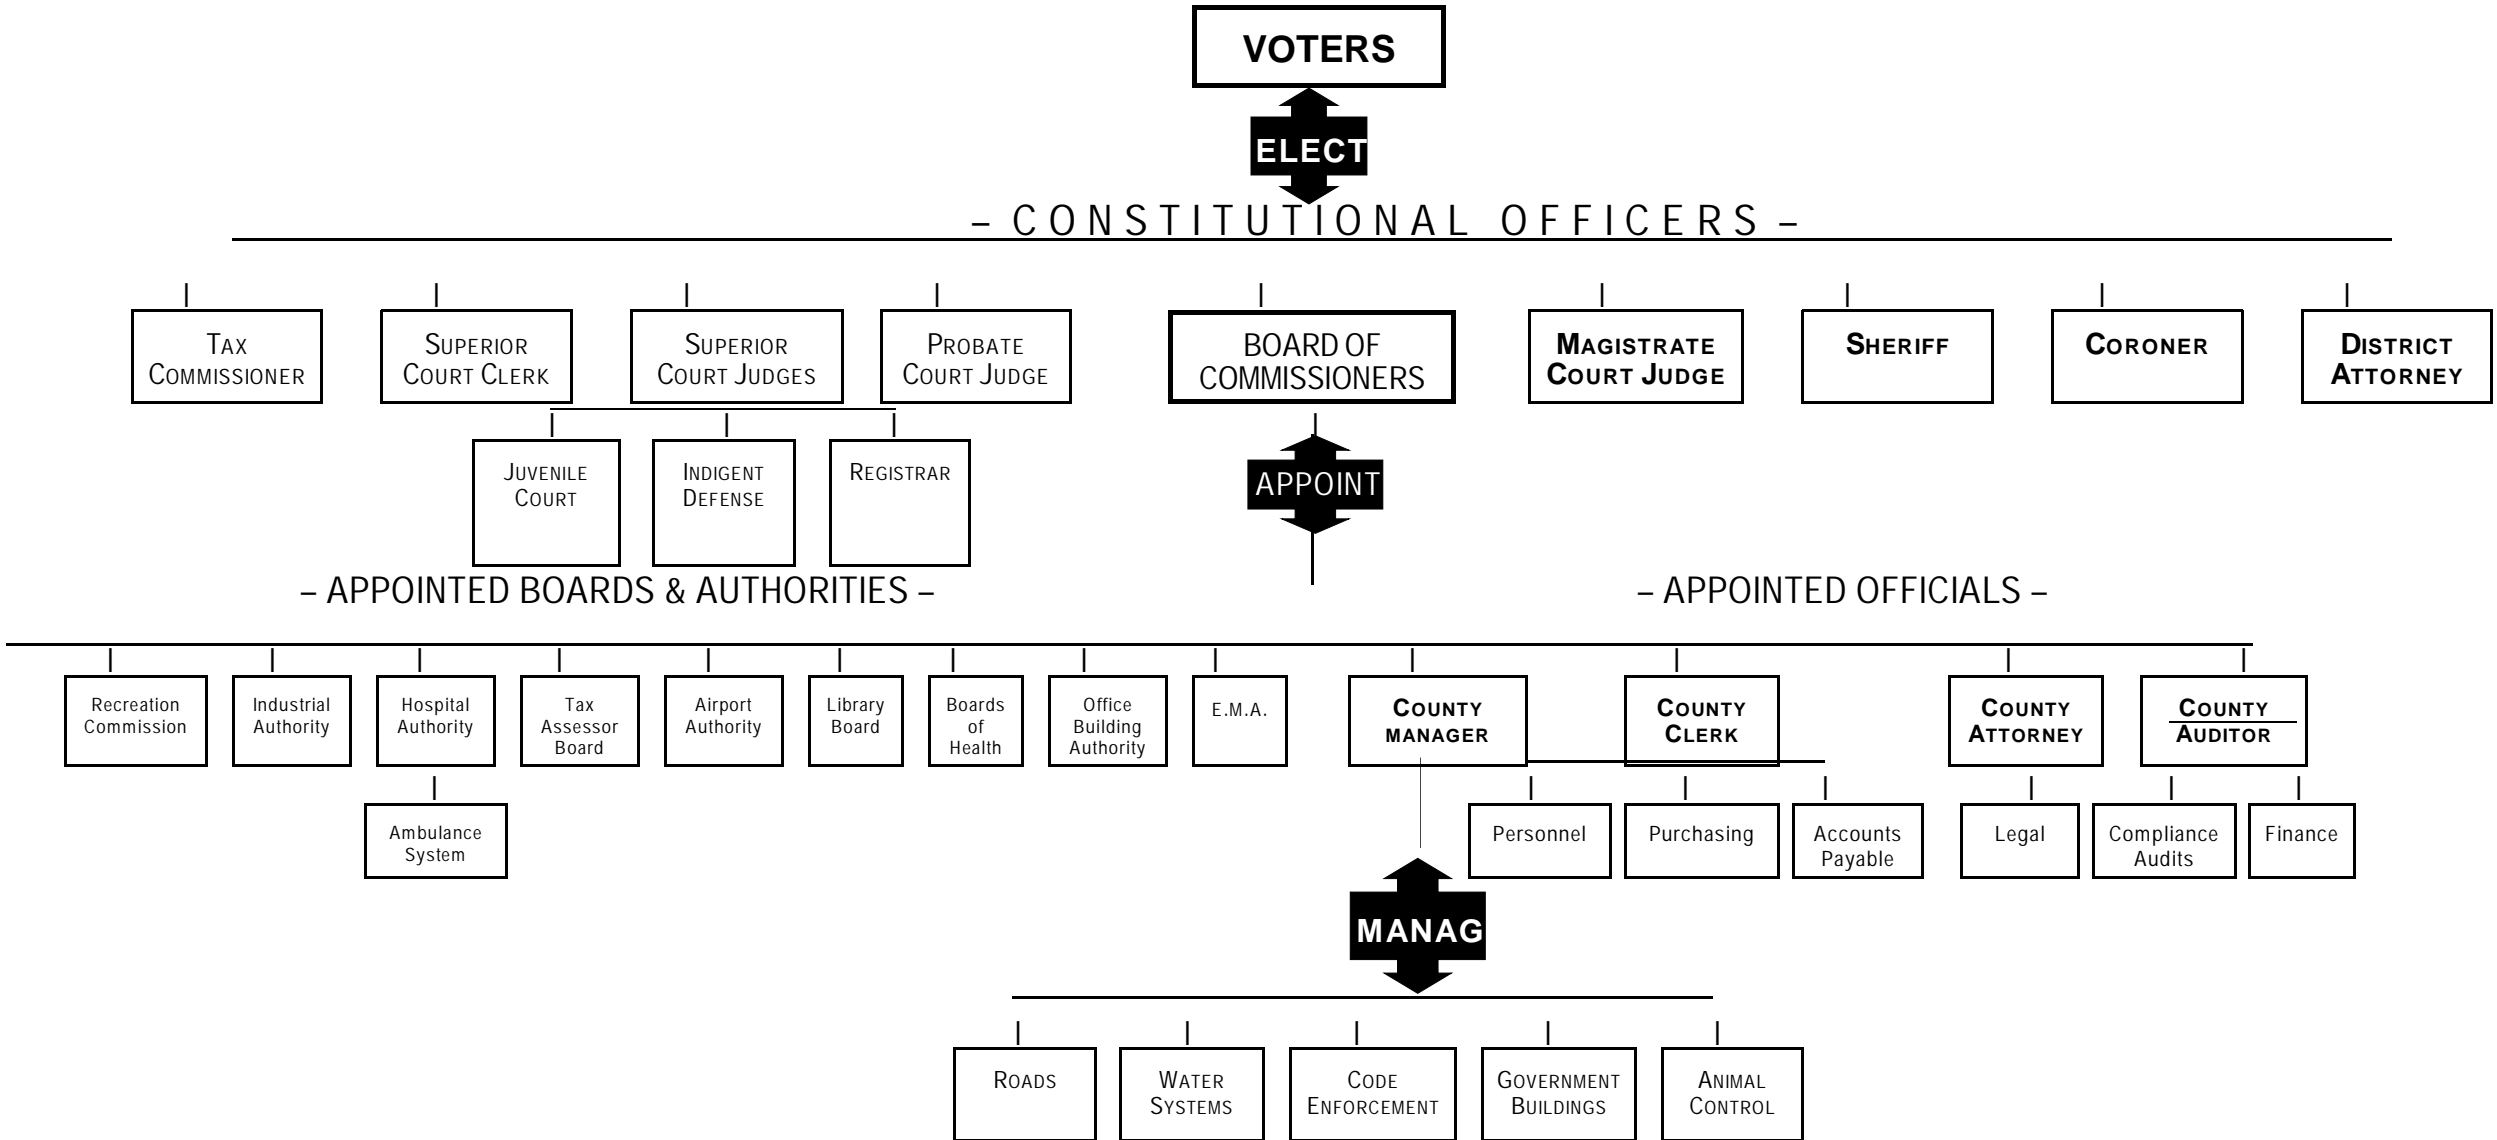 VOTERS
ELECT
– CONSTITUTIONAL OFFICERS –
TAX
COMMISSIONER
SUPERIOR
COURT CLERK
SUPERIOR
COURT JUDGES
PROBATE
COURT JUDGE
BOARD OF
COMMISSIONERS
MAGISTRATE
COURT JUDGE
SHERIFF
CORONER
DISTRICT
ATTORNEY
JUVENILE
COURT
INDIGENT
DEFENSE
REGISTRAR
APPOINT
– APPOINTED BOARDS & AUTHORITIES –
– APPOINTED OFFICIALS –
Recreation
Commission
Industrial
Authority
Hospital
Authority
Tax
Assessor
Board
Airport
Authority
Library
Board
Boards
of
Health
Office
Building
Authority
E.M.A.
COUNTY
MANAGER
COUNTY
CLERK
COUNTY
ATTORNEY
COUNTY
AUDITOR
Ambulance
System
Personnel
Purchasing
Accounts
Payable
Legal
Compliance
Audits
Finance
MANAG
ROADS
WATER
SYSTEMS
CODE
ENFORCEMENT
GOVERNMENT
BUILDINGS
ANIMAL
CONTROL